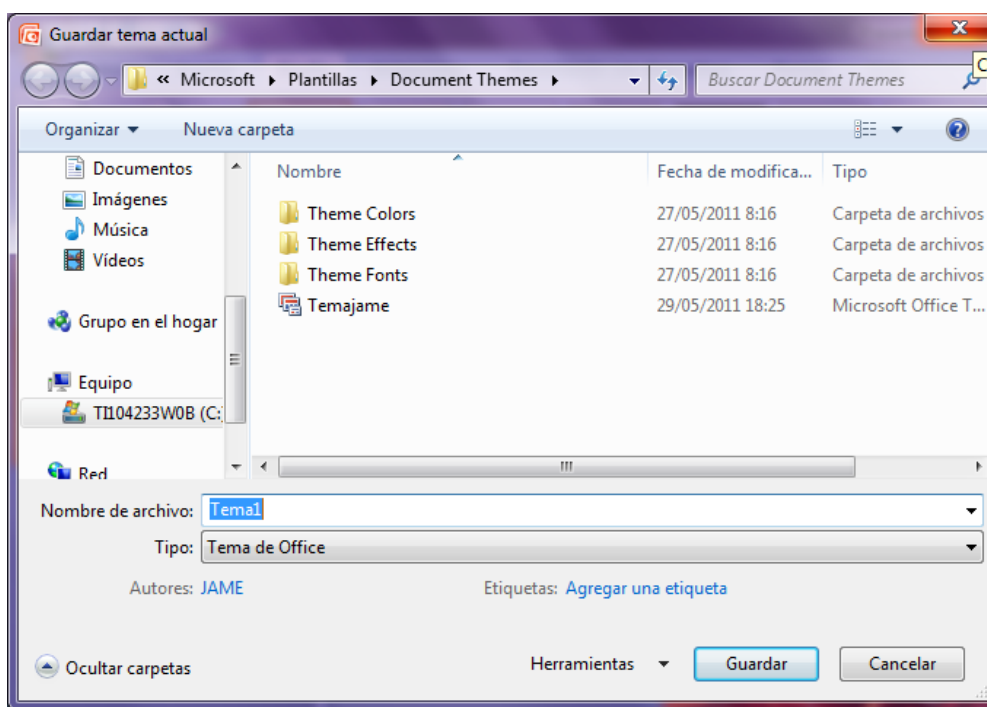 Guardar tema actual
C
« Microsoft Plantillas Document Themes
Buscar Document Themes
Organizar Nueva carpeta
Documentos
Imágenes
Música
Vídeos
Grupo en el hogar
Equipo
TI104233W0B (C:)
Red
Nombre Fecha de modifica... Tipo
Theme Colors 27/05/2011 8:16 Carpeta de archivos
Theme Effects 27/05/2011 8:16 Carpeta de archivos
Theme Fonts 27/05/2011 8:16 Carpeta de archivos
Temajame 29/05/2011 18:25 Microsoft Office T...
Nombre de archivo: Tema1
Tipo: Tema de Office
Autores: JAME Etiquetas: Agregar una etiqueta
Ocultar carpetas Herramientas Guardar Cancelar